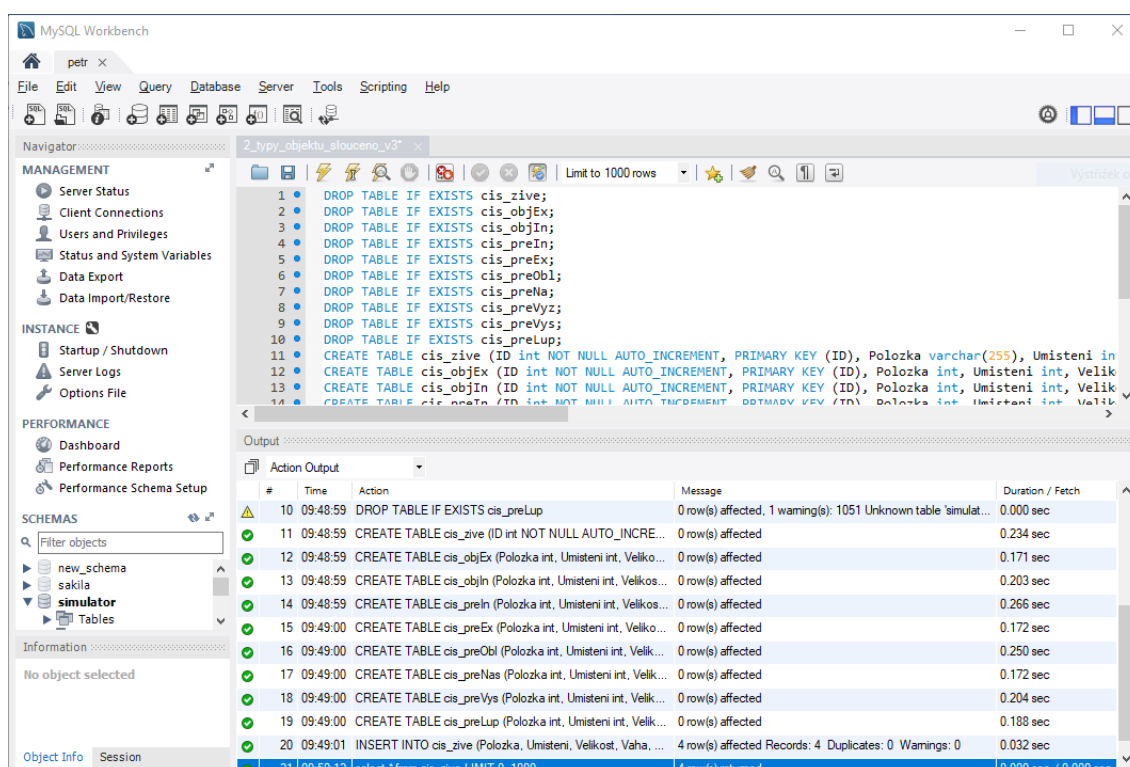 MySQL Workbench
petr
File Edit View Query Database Server Tools Scripting Help
Navigator
2_typy_objektu_slouceno_v3*
MANAGEMENT
Server Status
Client Connections
Users and Privileges
Status and System Variables
Data Export
Data Import/Restore
INSTANCE
Startup / Shutdown
Server Logs
Options File
PERFORMANCE
Dashboard
Performance Reports
Performance Schema Setup
SCHEMAS
Filter objects
new_schema
sakila
simulator
Tables
Information
No object selected
Object Info Session
Limit to 1000 rows
Výstřižek o
1 DROP TABLE IF EXISTS cis_zive;
2 DROP TABLE IF EXISTS cis_objEx;
3 DROP TABLE IF EXISTS cis_objIn;
4 DROP TABLE IF EXISTS cis_preIn;
5 DROP TABLE IF EXISTS cis_preEx;
6 DROP TABLE IF EXISTS cis_preObl;
7 DROP TABLE IF EXISTS cis_preNa;
8 DROP TABLE IF EXISTS cis_preVyz;
9 DROP TABLE IF EXISTS cis_preVys;
10 DROP TABLE IF EXISTS cis_preLup;
11 CREATE TABLE cis_zive (ID int NOT NULL AUTO_INCREMENT, PRIMARY KEY (ID), Polozka varchar(255), Umisteni in
12 CREATE TABLE cis_objEx (ID int NOT NULL AUTO_INCREMENT, PRIMARY KEY (ID), Polozka int, Umisteni int, Velik
13 CREATE TABLE cis_objIn (ID int NOT NULL AUTO_INCREMENT, PRIMARY KEY (ID), Polozka int, Umisteni int, Velik
14 CREATE TABLE cis_preIn (ID int NOT NULL AUTO_INCREMENT, PRIMARY KEY (ID), Polozka int, Umisteni int, Velik
Output
Action Output
# Time Action Message Duration / Fetch
10 09:48:59 DROP TABLE IF EXISTS cis_preLup 0 row(s) affected, 1 warning(s): 1051 Unknown table 'simulat... 0.000 sec
11 09:48:59 CREATE TABLE cis_zive (ID int NOT NULL AUTO_INCRE... 0 row(s) affected 0.234 sec
12 09:48:59 CREATE TABLE cis_objEx (Polozka int, Umisteni int, Veliko... 0 row(s) affected 0.171 sec
13 09:48:59 CREATE TABLE cis_objIn (Polozka int, Umisteni int, Velikos... 0 row(s) affected 0.203 sec
14 09:48:59 CREATE TABLE cis_preIn (Polozka int, Umisteni int, Velikos... 0 row(s) affected 0.266 sec
15 09:49:00 CREATE TABLE cis_preEx (Polozka int, Umisteni int, Veliko... 0 row(s) affected 0.172 sec
16 09:49:00 CREATE TABLE cis_preObl (Polozka int, Umisteni int, Velik... 0 row(s) affected 0.250 sec
17 09:49:00 CREATE TABLE cis_preNas (Polozka int, Umisteni int, Velik... 0 row(s) affected 0.172 sec
18 09:49:00 CREATE TABLE cis_preVys (Polozka int, Umisteni int, Velik... 0 row(s) affected 0.204 sec
19 09:49:00 CREATE TABLE cis_preLup (Polozka int, Umisteni int, Velik... 0 row(s) affected 0.188 sec
20 09:49:01 INSERT INTO cis_zive (Polozka, Umisteni, Velikost, Vaha, ... 4 row(s) affected Records: 4 Duplicates: 0 Warnings: 0 0.032 sec